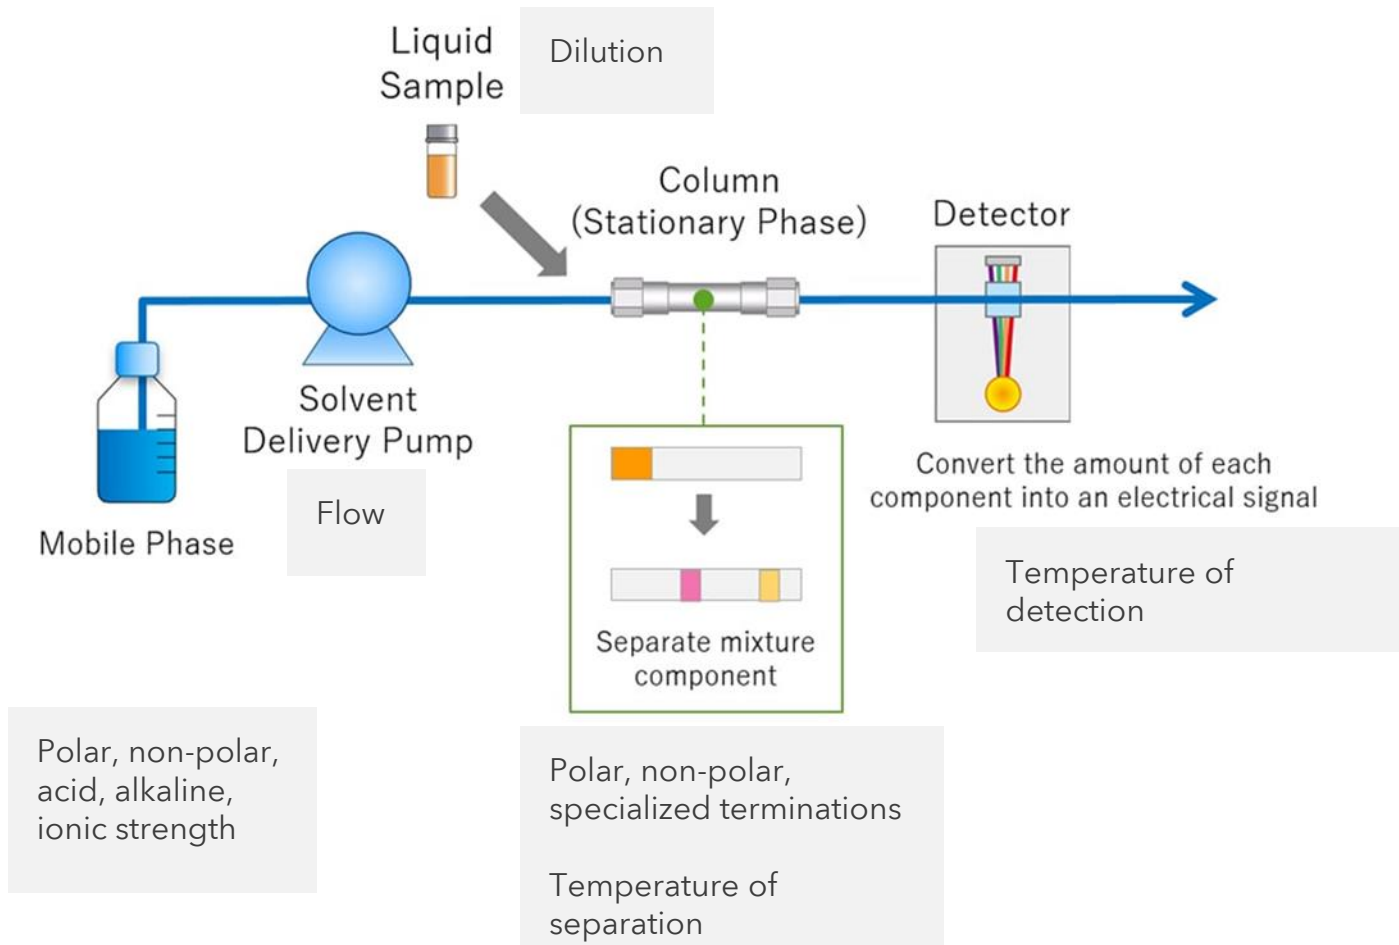 Liquid
Sample
Dilution
Column
(Stationary Phase)
Detector
Solvent
Delivery Pump
Flow
Mobile Phase
Convert the amount of each
component into an electrical signal
Temperature of
detection
Separate mixture
component
Polar, non-polar,
acid, alkaline,
ionic strength
Polar, non-polar,
specialized terminations
Temperature of
separation